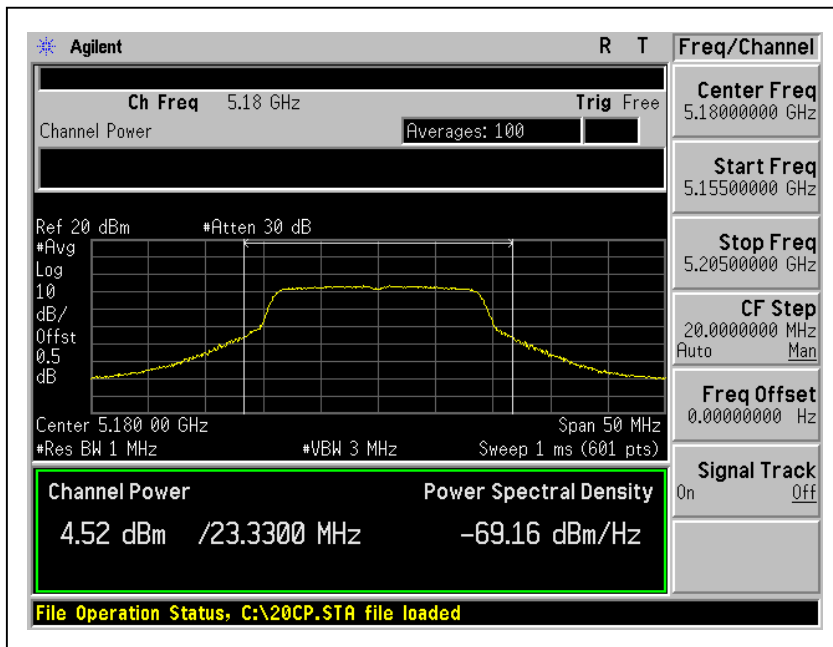 Agilent R T Freq/Channel
Ch Freq 5.18 GHz Trig Free
Channel Power Averages: 100
Ref 20 dBm #Atten 30 dB
#Avg
Log
10
dB/
Offst
0.5
dB
Center 5.180 00 GHz Span 50 MHz
#Res BW 1 MHz #VBW 3 MHz Sweep 1 ms (601 pts)
Channel Power Power Spectral Density
4.52 dBm /23.3300 MHz -69.16 dBm/Hz
File Operation Status, C:\20CP.STA file loaded
Center Freq
5.18000000 GHz
Start Freq
5.15500000 GHz
Stop Freq
5.20500000 GHz
CF Step
20.0000000 MHz
Auto Man
Freq Offset
0.00000000 Hz
Signal Track
On Off